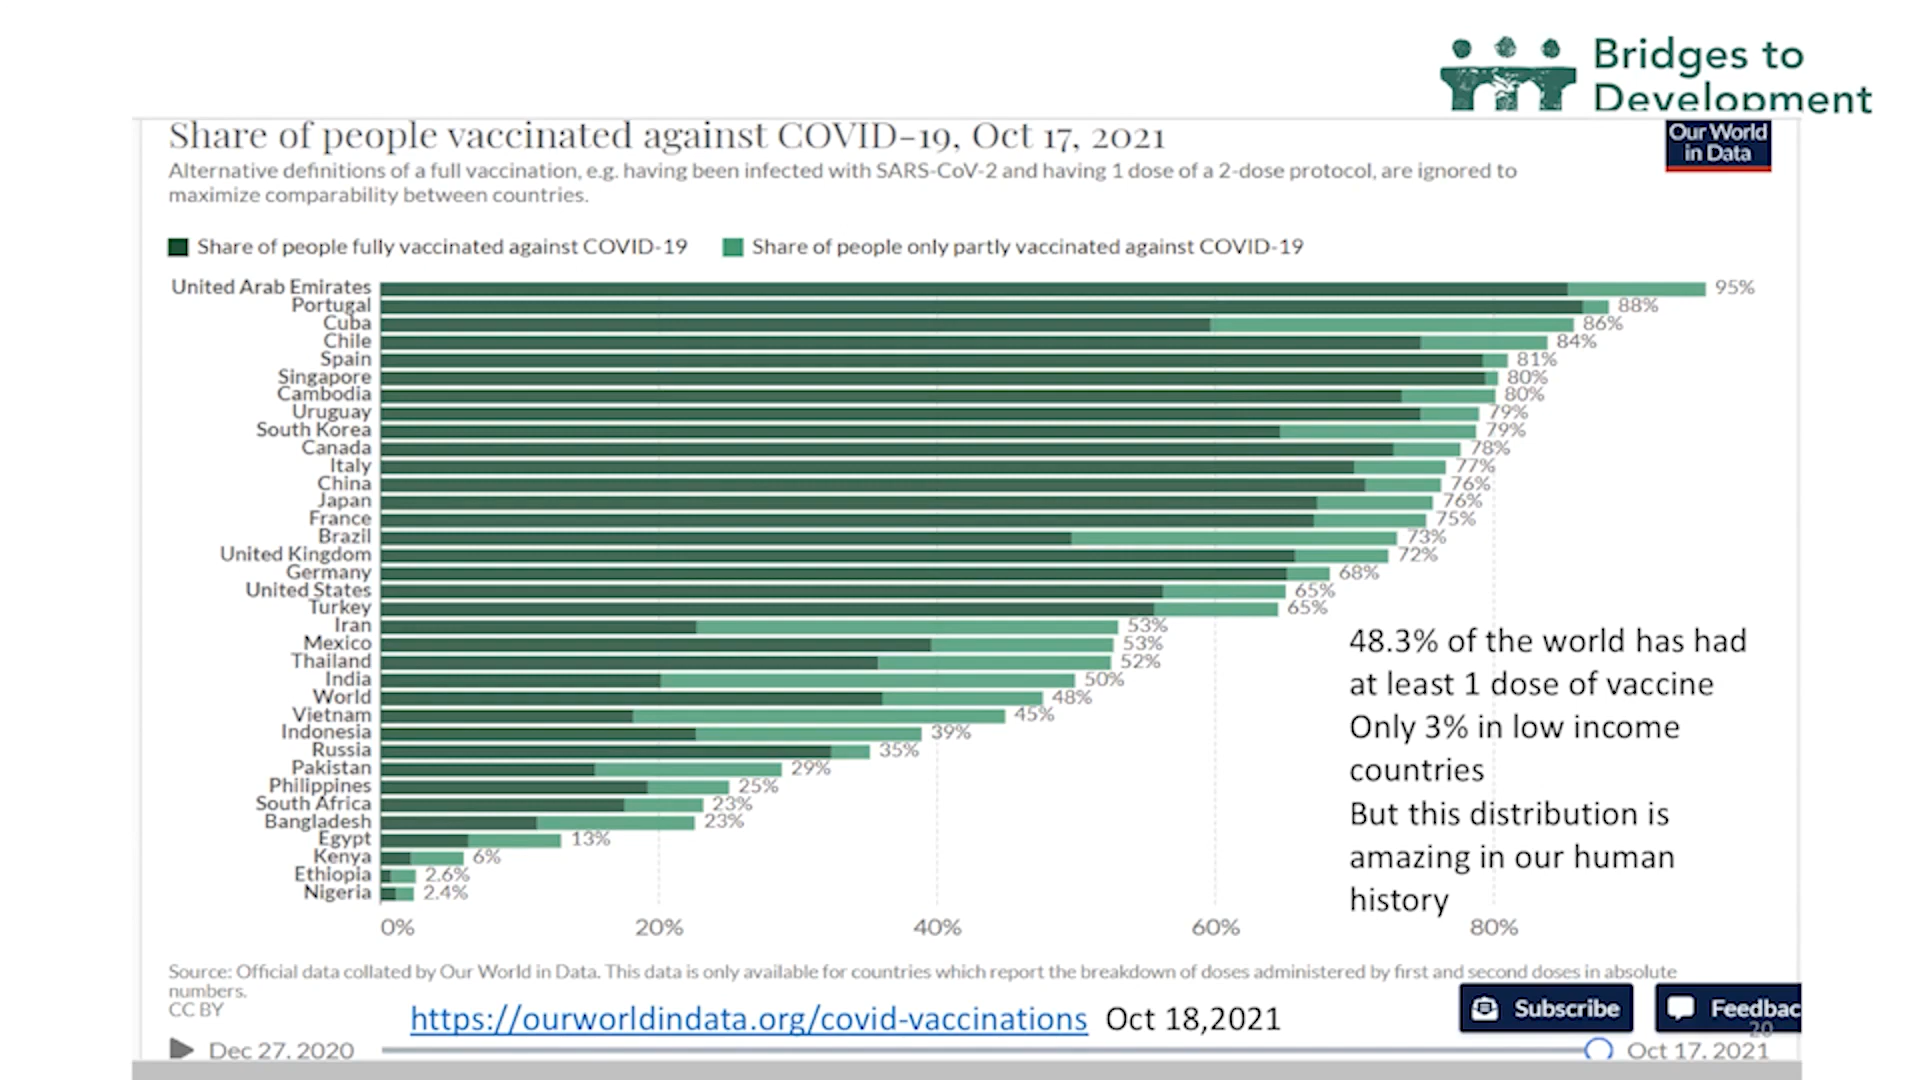 Bridges to
Development
Share of people vaccinated against COVID-19, Oct 17, 2021
Our World
in Data
Alternative definitions of a full vaccination, e.g. having been infected with SARS-CoV-2 and having 1 dose of a 2-dose protocol, are ignored to
maximize comparability between countries.
Share of people fully vaccinated against COVID-19 Share of people only partly vaccinated against COVID-19
United Arab Emirates 95%
Portugal 88%
Cuba 86%
Chile 84%
Spain 81%
Singapore 80%
Cambodia 80%
Uruguay 79%
South Korea 79%
Canada 78%
Italy 77%
China 76%
Japan 76%
France 75%
Brazil 73%
United Kingdom 72%
Germany 68%
United States 65%
Turkey 65%
Iran 53%
Mexico 53%
Thailand 52%
India 50%
World 48%
Vietnam 45%
Indonesia 39%
Russia 35%
Pakistan 29%
Philippines 25%
South Africa 23%
Bangladesh 23%
Egypt 13%
Kenya 6%
Ethiopia 2.6%
Nigeria 2.4%
0% 20% 40% 60% 80%
48.3% of the world has had
at least 1 dose of vaccine
Only 3% in low income
countries
But this distribution is
amazing in our human
history
Source: Official data collated by Our World in Data. This data is only available for countries which report the breakdown of doses administered by first and second doses in absolute
numbers.
CC BY
https://ourworldindata.org/covid-vaccinations Oct 18,2021
Subscribe
Feedbac
20
Dec 27, 2020
Oct 17, 2021